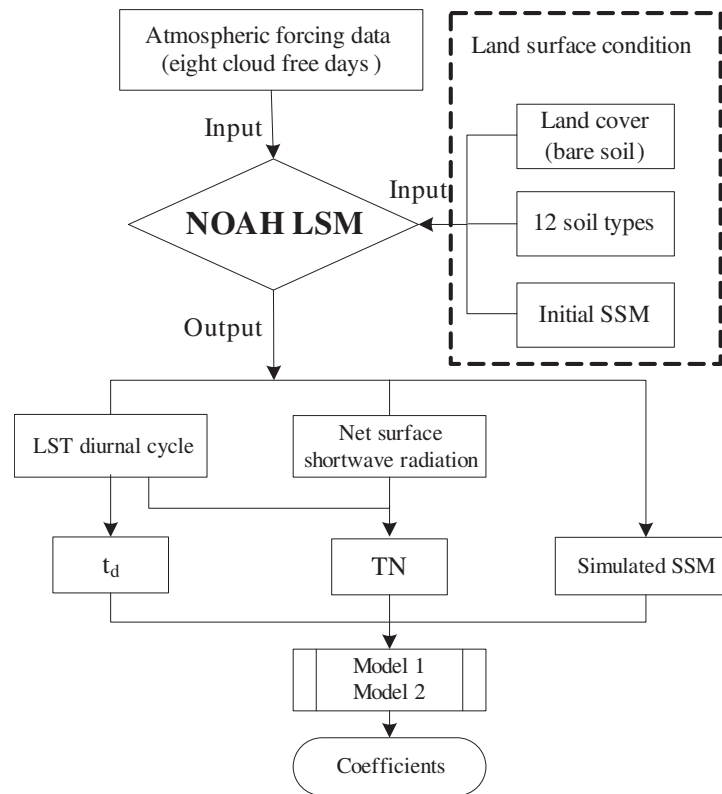 Atmospheric forcing data
(eight cloud free days )
Land surface condition
Input
Land cover
(bare soil)
Input
NOAH LSM
12 soil types
Initial SSM
Output
LST diurnal cycle
Net surface
shortwave radiation
t_d
TN
Simulated SSM
Model 1
Model 2
Coefficients